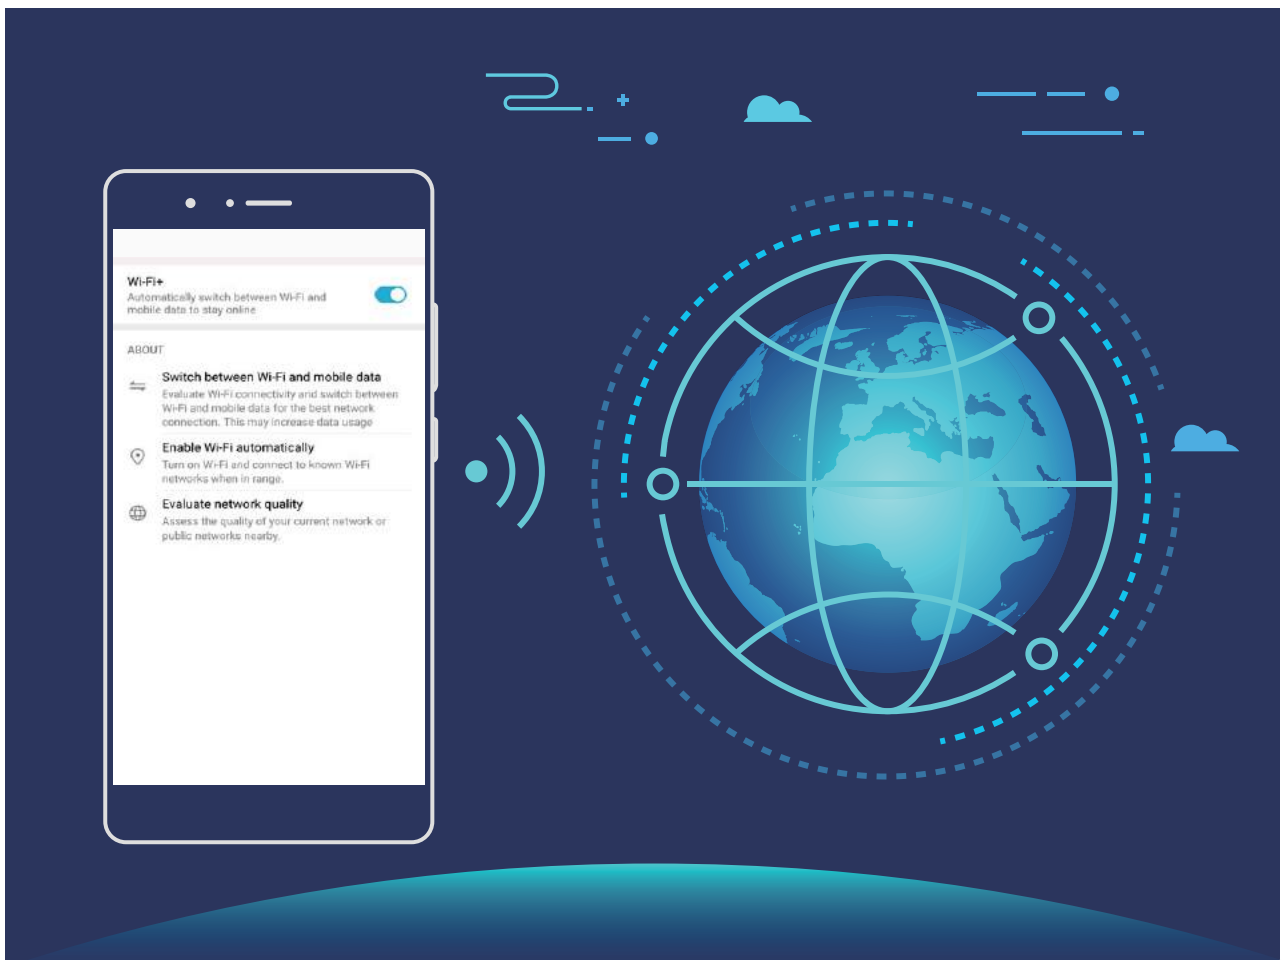 Wi-Fi+
Automatically switch between Wi-Fi and
mobile data to stay online
ABOUT
Switch between Wi-Fi and mobile data
Evaluate Wi-Fi connectivity and switch between
Wi-Fi and mobile data for the best network
connection. This may increase data usage
Enable Wi-Fi automatically
Turn on Wi-Fi and connect to known Wi-Fi
networks when in range.
Evaluate network quality
Assess the quality of your current network or
public networks nearby.